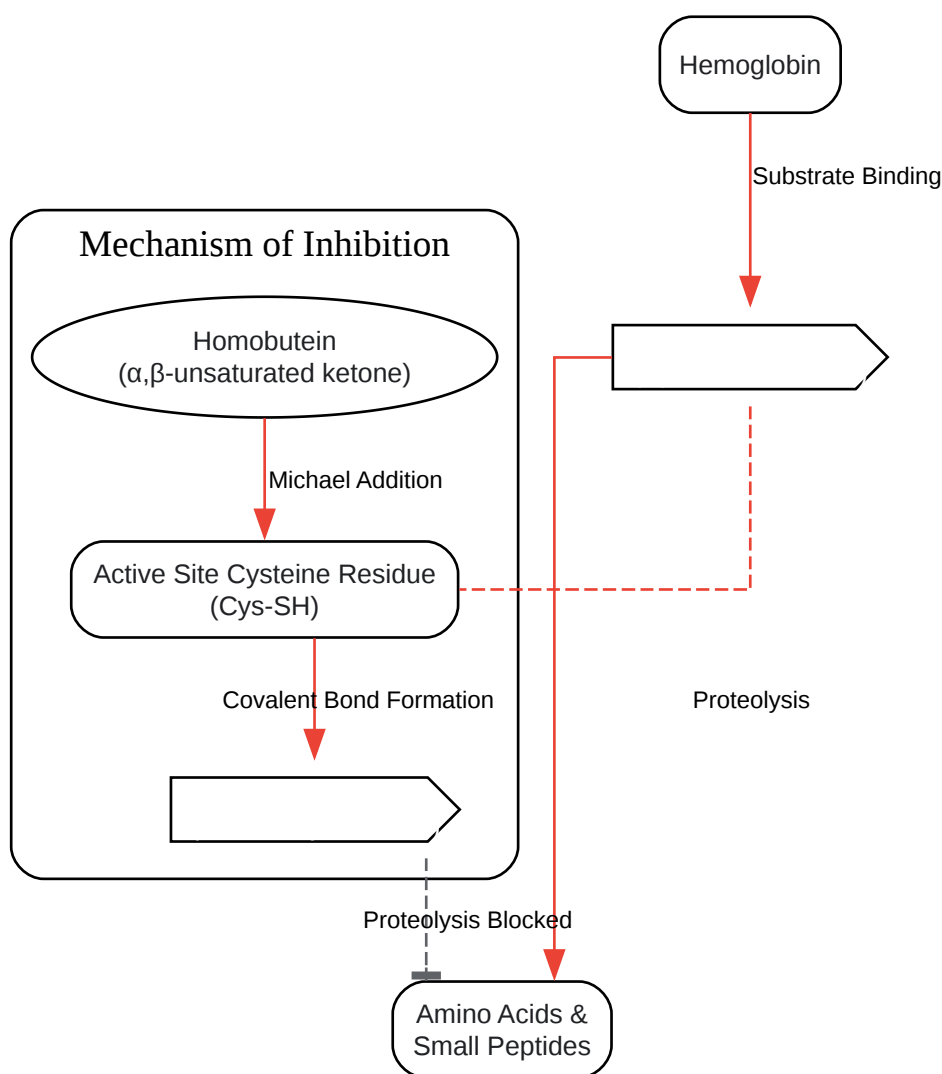 Hemoglobin
Substrate Binding
Mechanism of Inhibition
Homobutein
(α,β-unsaturated ketone)
Michael Addition
Active Site Cysteine Residue
(Cys-SH)
Covalent Bond Formation
Proteolysis
Proteolysis Blocked
Amino Acids &
Small Peptides